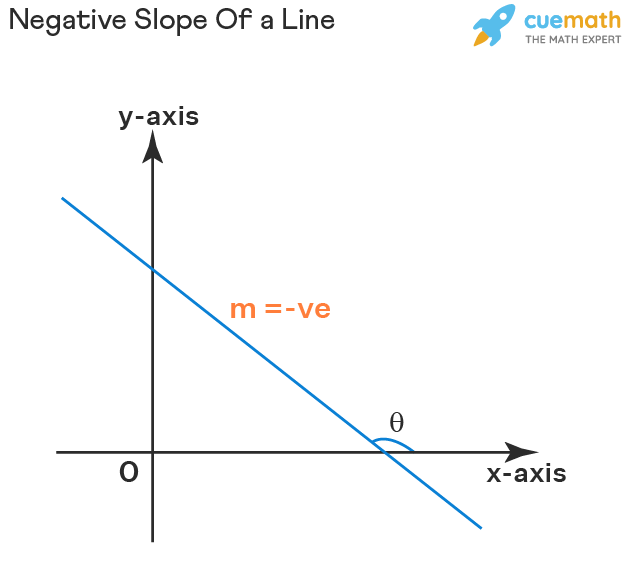 Negative Slope Of a Line
cuemath
THE MATH EXPERT
y-axis
m =-ve
θ
O
x-axis